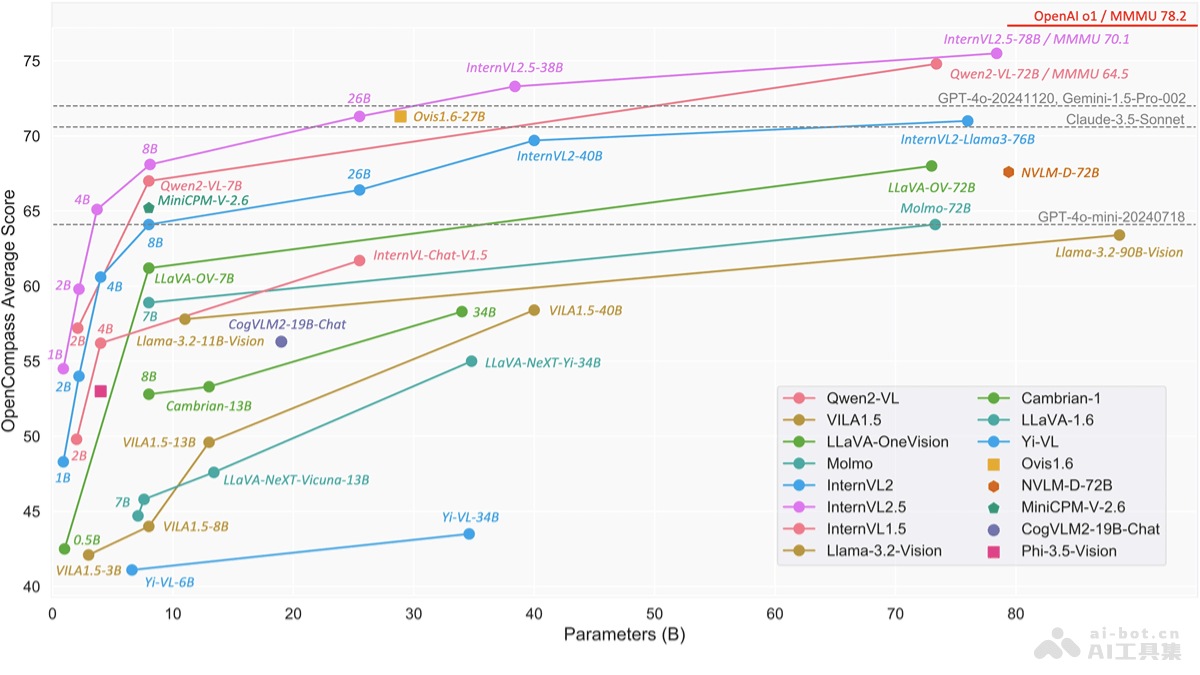 OpenAI o1 / MMMU 78.2
InternVL2.5-78B / MMMU 70.1
InternVL2.5-38B
Qwen2-VL-72B / MMMU 64.5
75
26B
GPT-4o-20241120, Gemini-1.5-Pro-002
Ovis1.6-27B
Claude-3.5-Sonnet
70
InternVL2-Llama3-76B
8B
InternVL2-40B
26B
NVLM-D-72B
Qwen2-VL-7B
LLaVA-OV-72B
4B
MiniCPM-V-2.6
Molmo-72B
65
GPT-4o-mini-20240718
8B
InternVL-Chat-V1.5
Llama-3.2-90B-Vision
LLaVA-OV-7B
60
2B
4B
7B
VILA1.5-40B
34B
CogVLM2-19B-Chat
4B
2B
Llama-3.2-11B-Vision
1B
LLaVA-NeXT-Yi-34B
55
2B
8B
Cambrian-13B
VILA1.5-13B
50
2B
1B
LLaVA-NeXT-Vicuna-13B
7B
45
VILA1.5-8B
Yi-VL-34B
0.5B
VILA1.5-3B
Yi-VL-6B
40
OpenCompass Average Score
Qwen2-VL
VILA1.5
LLaVA-OneVision
Molmo
InternVL2
InternVL2.5
InternVL1.5
Llama-3.2-Vision
Cambrian-1
LLaVA-1.6
Yi-VL
Ovis1.6
NVLM-D-72B
MiniCPM-V-2.6
CogVLM2-19B-Chat
Phi-3.5-Vision
0 10 20 30 40 50 60 70 80
Parameters (B)
ai-bot.cn
AI工具集